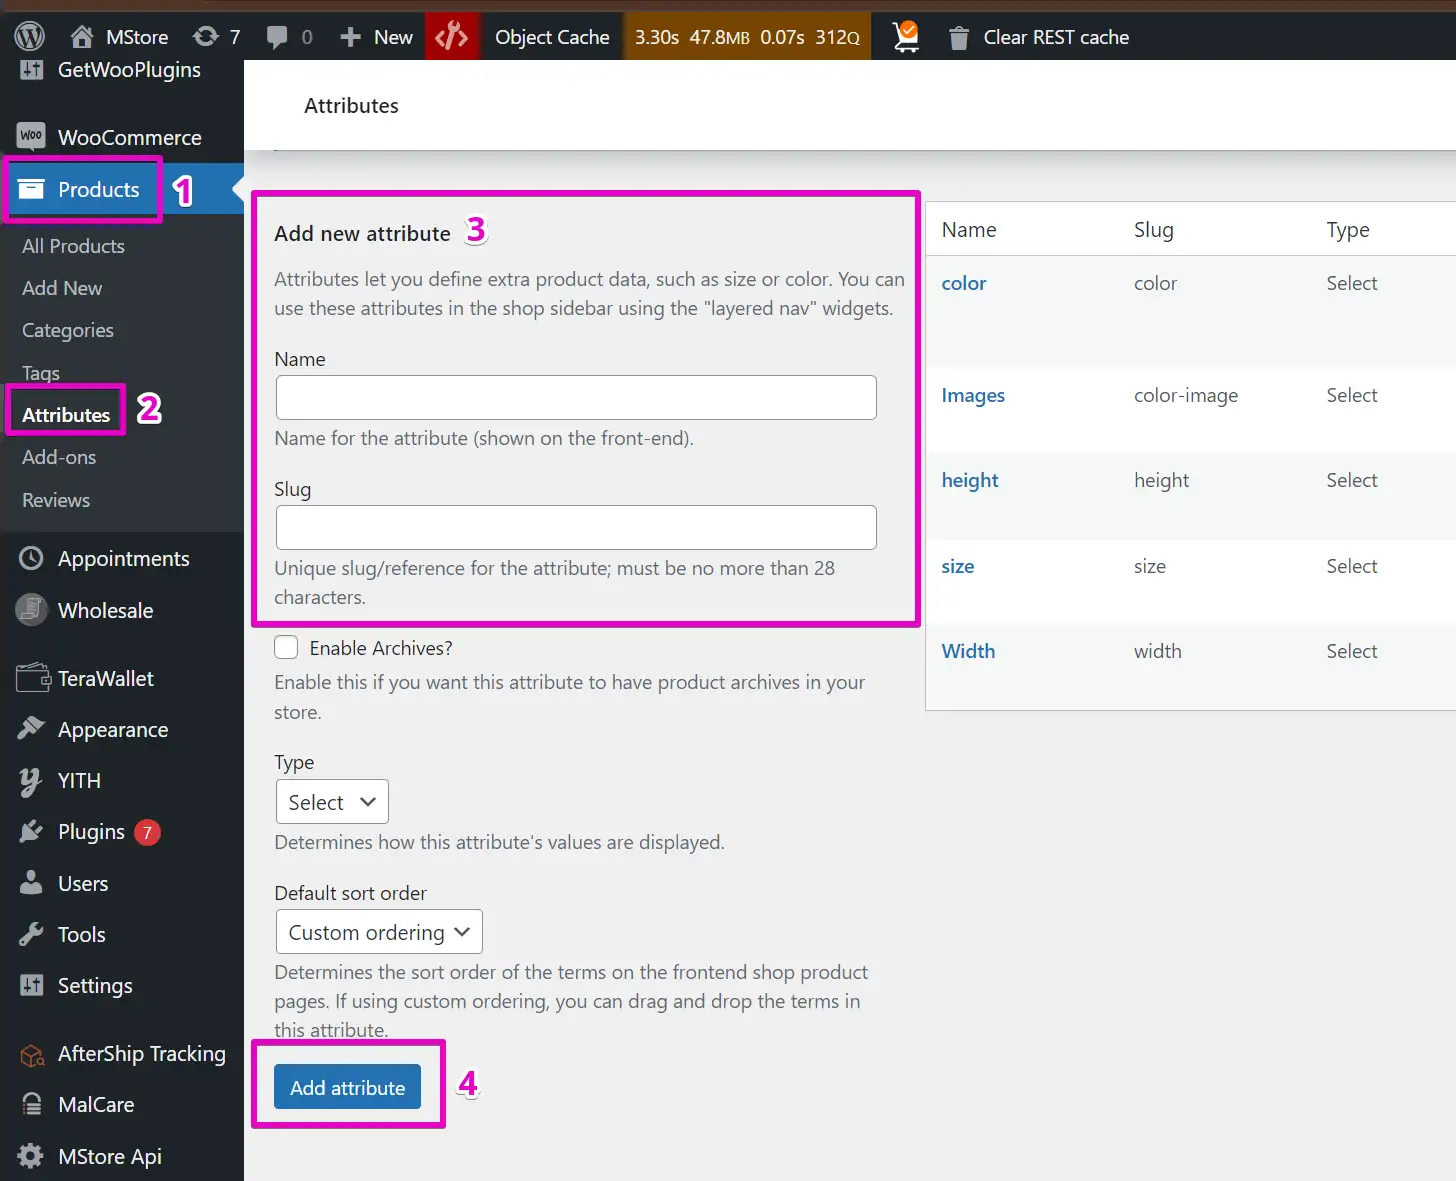 MStore 7 0 New Object Cache 3.30s 47.8MB 0.07s 312Q Clear REST cache
GetWooPlugins
Woo WooCommerce
Products 1
All Products
Add New
Categories
Tags
Attributes 2
Add-ons
Reviews
Appointments
Wholesale
TeraWallet
Appearance
YITH
Plugins 7
Users
Tools
Settings
AfterShip Tracking
MalCare
MStore Api
Attributes
Add new attribute 3
Attributes let you define extra product data, such as size or color. You can
use these attributes in the shop sidebar using the "layered nav" widgets.
Name
Name for the attribute (shown on the front-end).
Slug
Unique slug/reference for the attribute; must be no more than 28
characters.
Enable Archives?
Enable this if you want this attribute to have product archives in your
store.
Type
Select
Determines how this attribute's values are displayed.
Default sort order
Custom ordering
Determines the sort order of the terms on the frontend shop product
pages. If using custom ordering, you can drag and drop the terms in
this attribute.
Add attribute 4
Name Slug Type
color color Select
Images color-image Select
height height Select
size size Select
Width width Select